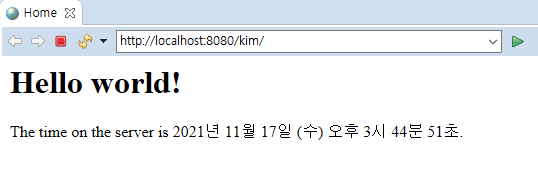 Home
http://localhost:8080/kim/
Hello world!
The time on the server is 2021년 11월 17일 (수) 오후 3시 44분 51초.